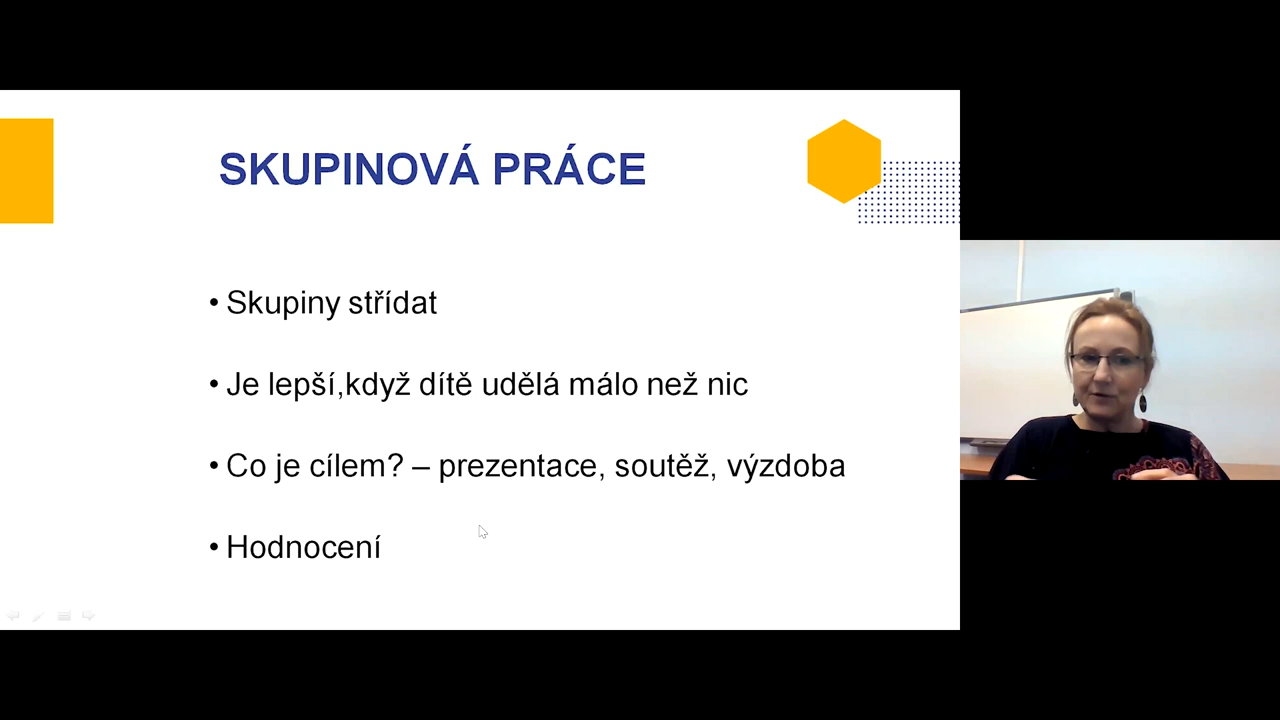 SKUPINOVÁ PRÁCE
• Skupiny střídat
• Je lepší,když dítě udělá málo než nic
• Co je cílem? – prezentace, soutěž, výzdoba
• Hodnocení